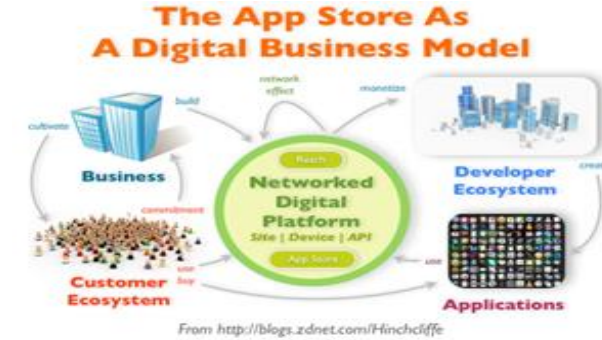 The App Store As
A Digital Business Model
network
effect
build
monetize
cultivate
Reach
Business
Networked
Digital
Platform
Site | Device | API
App Store
Developer
Ecosystem
create
commitment
use
buy
use
Customer
Ecosystem
Applications
From http://blogs.zdnet.com/Hinchcliffe